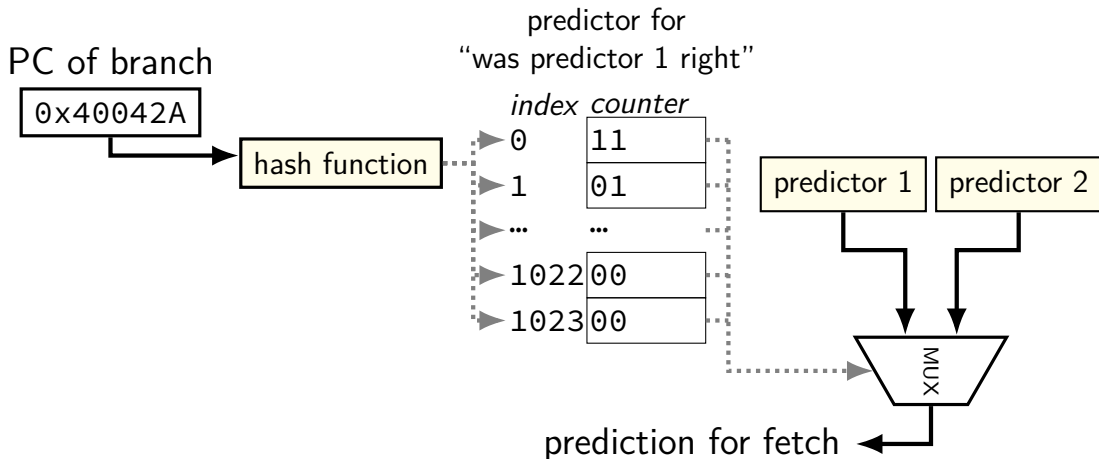 predictor for
“was predictor 1 right”
PC of branch
0x40042A
hash function
index counter
0 11
1 01
… …
1022 00
1023 00
predictor 1 predictor 2
MUX
prediction for fetch